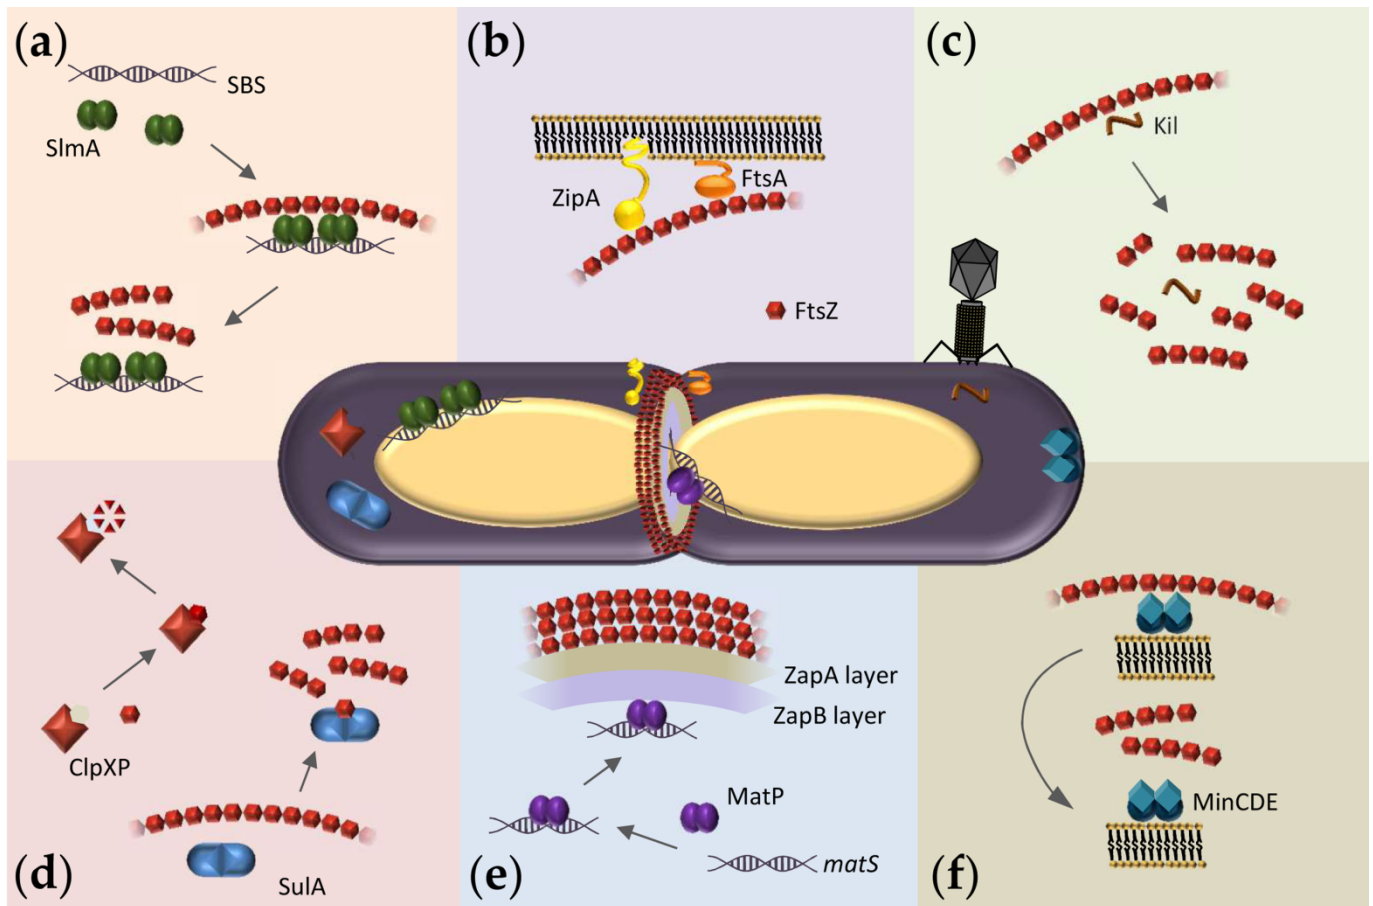 (a)
SBS
SlmA
(b)
ZipA
FtsA
FtsZ
(c)
Kil
ClpXP
SulA
(d)
ZapA layer
ZapB layer
MatP
matS
(e)
MinCDE
(f)